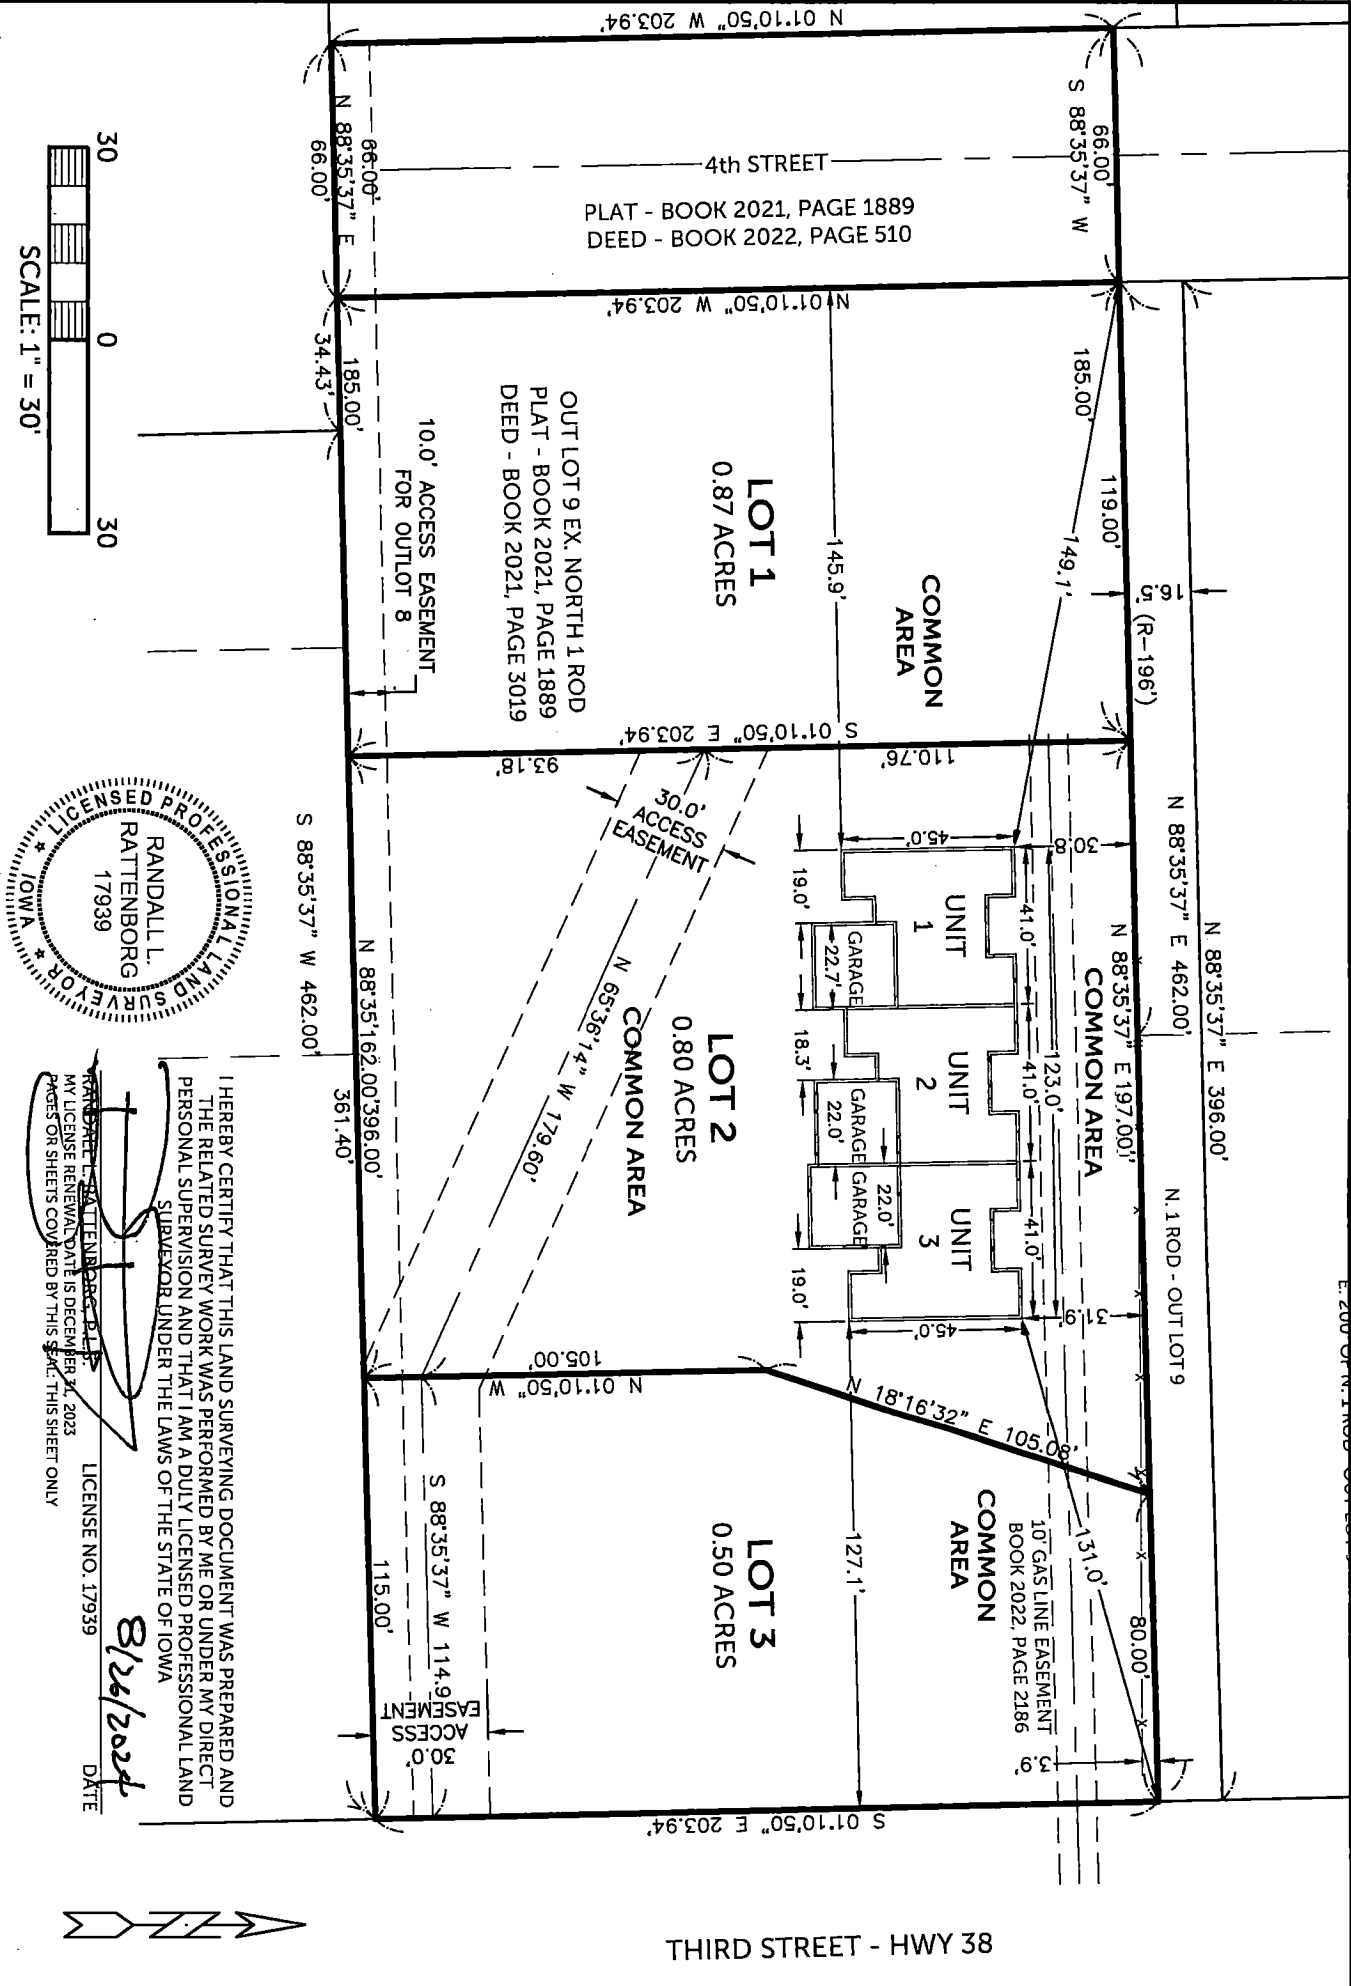 N 01°10'50" W 203.94'
66.00'
S 88°35'37" W
4th STREET
PLAT - BOOK 2021, PAGE 1889
DEED - BOOK 2022, PAGE 510
66.00'
N 88°35'37" E
66.00'
N 01°10'50" W 203.94'
185.00'
119.00'
149.1'
145.9'
16.5'
(R-196')
COMMON
AREA
LOT 1
0.87 ACRES
OUT LOT 9 EX. NORTH 1 ROD
PLAT - BOOK 2021, PAGE 1889
DEED - BOOK 2021, PAGE 3019
10.0' ACCESS EASEMENT
FOR OUTLOT 8
185.00'
34.43'
S 01°10'50" E 203.94'
110.76'
93.18'
30.0'
ACCESS
EASEMENT
N 88°35'37" E 396.00'
N 88°35'37" E 462.00'
N 88°35'37" E 197.00'
N. 1 ROD - OUT LOT 9
COMMON AREA
30.8
123.0'
41.0'
41.0'
41.0'
31.9'
45.0'
45.0'
UNIT
1
UNIT
2
UNIT
3
GARAGE
22.7'
GARAGE
22.0'
GARAGE
22.0'
19.0'
18.3'
19.0'
LOT 2
0.80 ACRES
COMMON AREA
N 65°36'14" W 179.60'
N 88°35'
162.00'
396.00'
361.40'
S 88°35'37" W 462.00'
105.00'
N 01°10'50" W
N 18°16'32" E 105.08'
127.1'
131.0'
80.00'
3.9'
10' GAS LINE EASEMENT
BOOK 2022, PAGE 2186
COMMON
AREA
LOT 3
0.50 ACRES
S 88°35'37" W 114.9
30.0'
ACCESS
EASEMENT
115.00'
S 01°10'50" E 203.94'
THIRD STREET - HWY 38
N
30 0 30
SCALE: 1" = 30'
LICENSED PROFESSIONAL LAND SURVEYOR
IOWA
RANDALL L.
RATTENBORG
17939
I HEREBY CERTIFY THAT THIS LAND SURVEYING DOCUMENT WAS PREPARED AND
THE RELATED SURVEY WORK WAS PERFORMED BY ME OR UNDER MY DIRECT
PERSONAL SUPERVISION AND THAT I AM A DULY LICENSED PROFESSIONAL LAND
SURVEYOR UNDER THE LAWS OF THE STATE OF IOWA
8/26/2024
RANDALL L. RATTENBORG, P.L.S. LICENSE NO. 17939 DATE
MY LICENSE RENEWAL DATE IS DECEMBER 31, 2023
PAGES OR SHEETS COVERED BY THIS SEAL: THIS SHEET ONLY